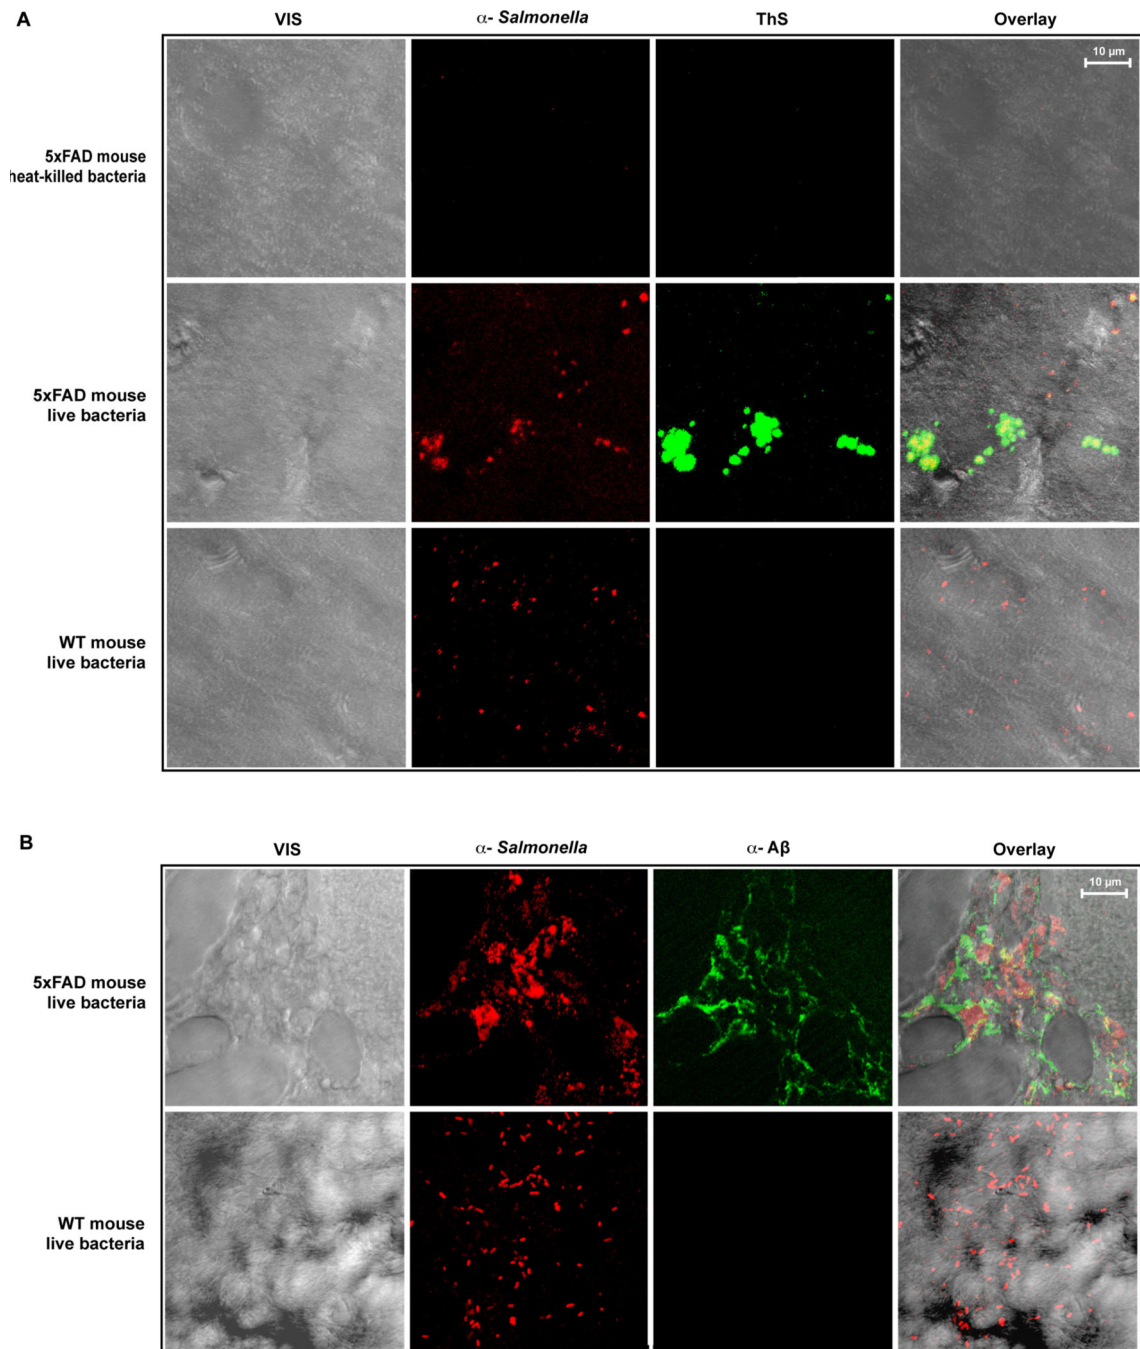 A
VIS
α- Salmonella
ThS
Overlay
10 µm
5xFAD mouse
heat-killed bacteria
5xFAD mouse
live bacteria
WT mouse
live bacteria
B
VIS
α- Salmonella
α- Aβ
Overlay
10 µm
5xFAD mouse
live bacteria
WT mouse
live bacteria